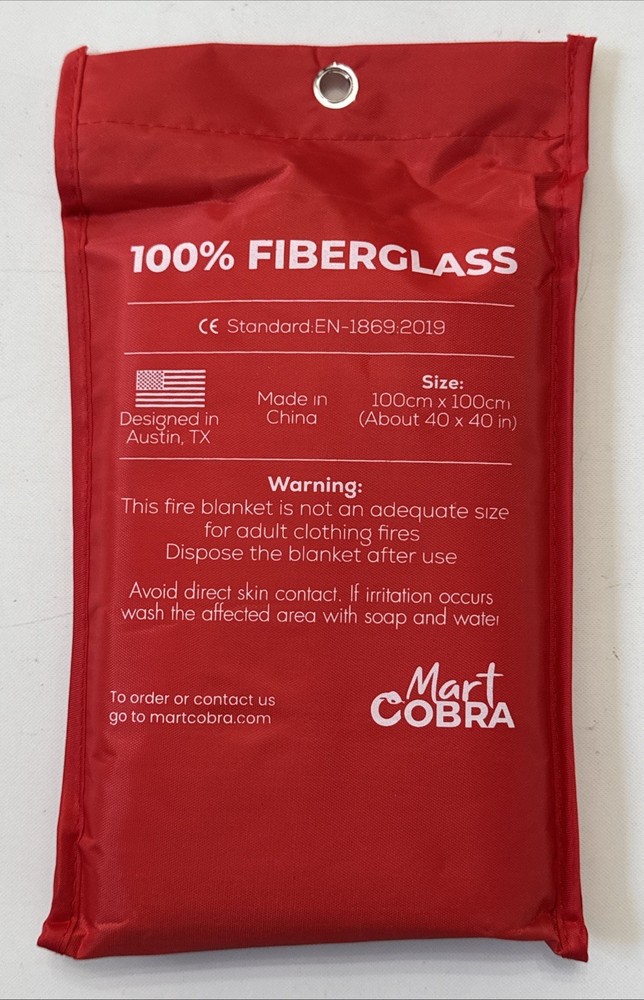 100% FIBERGLASS
CE Standard:EN-1869:2019
Designed in
Austin, TX
Made in
China
Size:
100cm x 100cm
(About 40 x 40 in)
Warning:
This fire blanket is not an adequate size
for adult clothing fires
Dispose the blanket after use
Avoid direct skin contact. If irritation occurs
wash the affected area with soap and water
To order or contact us
go to martcobra.com
Mart
COBRA